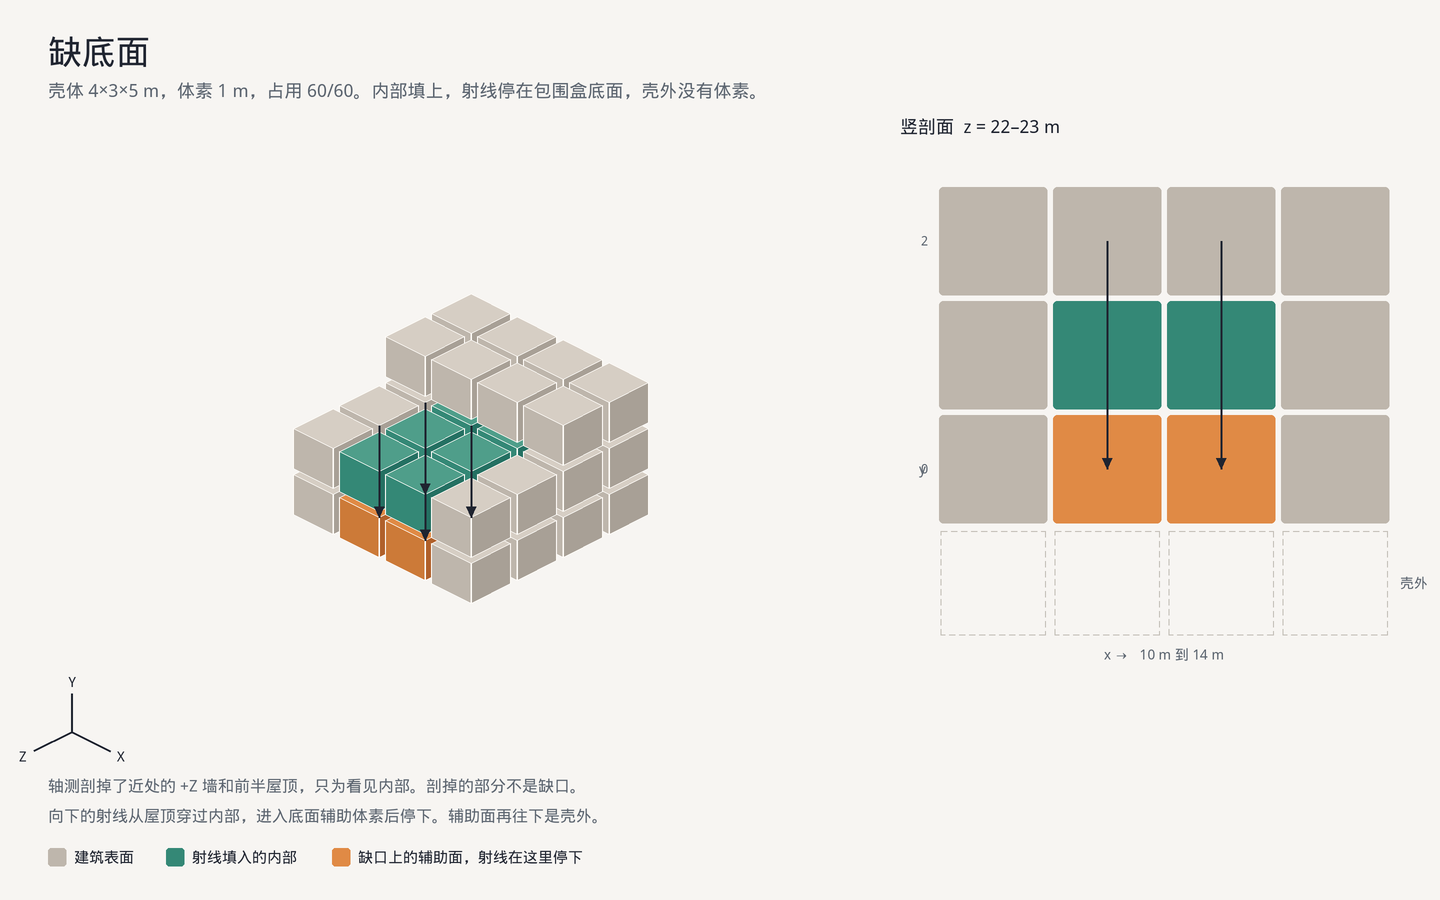 缺底面
壳体 4×3×5 m，体素 1 m，占用 60/60。内部填上，射线停在包围盒底面，壳外没有体素。
竖剖面 z = 22–23 m
2
y
0
壳外
x → 10 m 到 14 m
Y
Z
X
轴测剖掉了近处的 +Z 墙和前半屋顶，只为看见内部。剖掉的部分不是缺口。
向下的射线从屋顶穿过内部，进入底面辅助体素后停下。辅助面再往下是壳外。
建筑表面
射线填入的内部
缺口上的辅助面，射线在这里停下